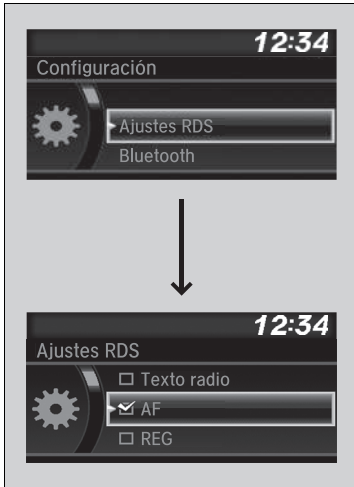 12:34
Configuración
Ajustes RDS
Bluetooth
12:34
Ajustes RDS
Texto radio
AF
REG